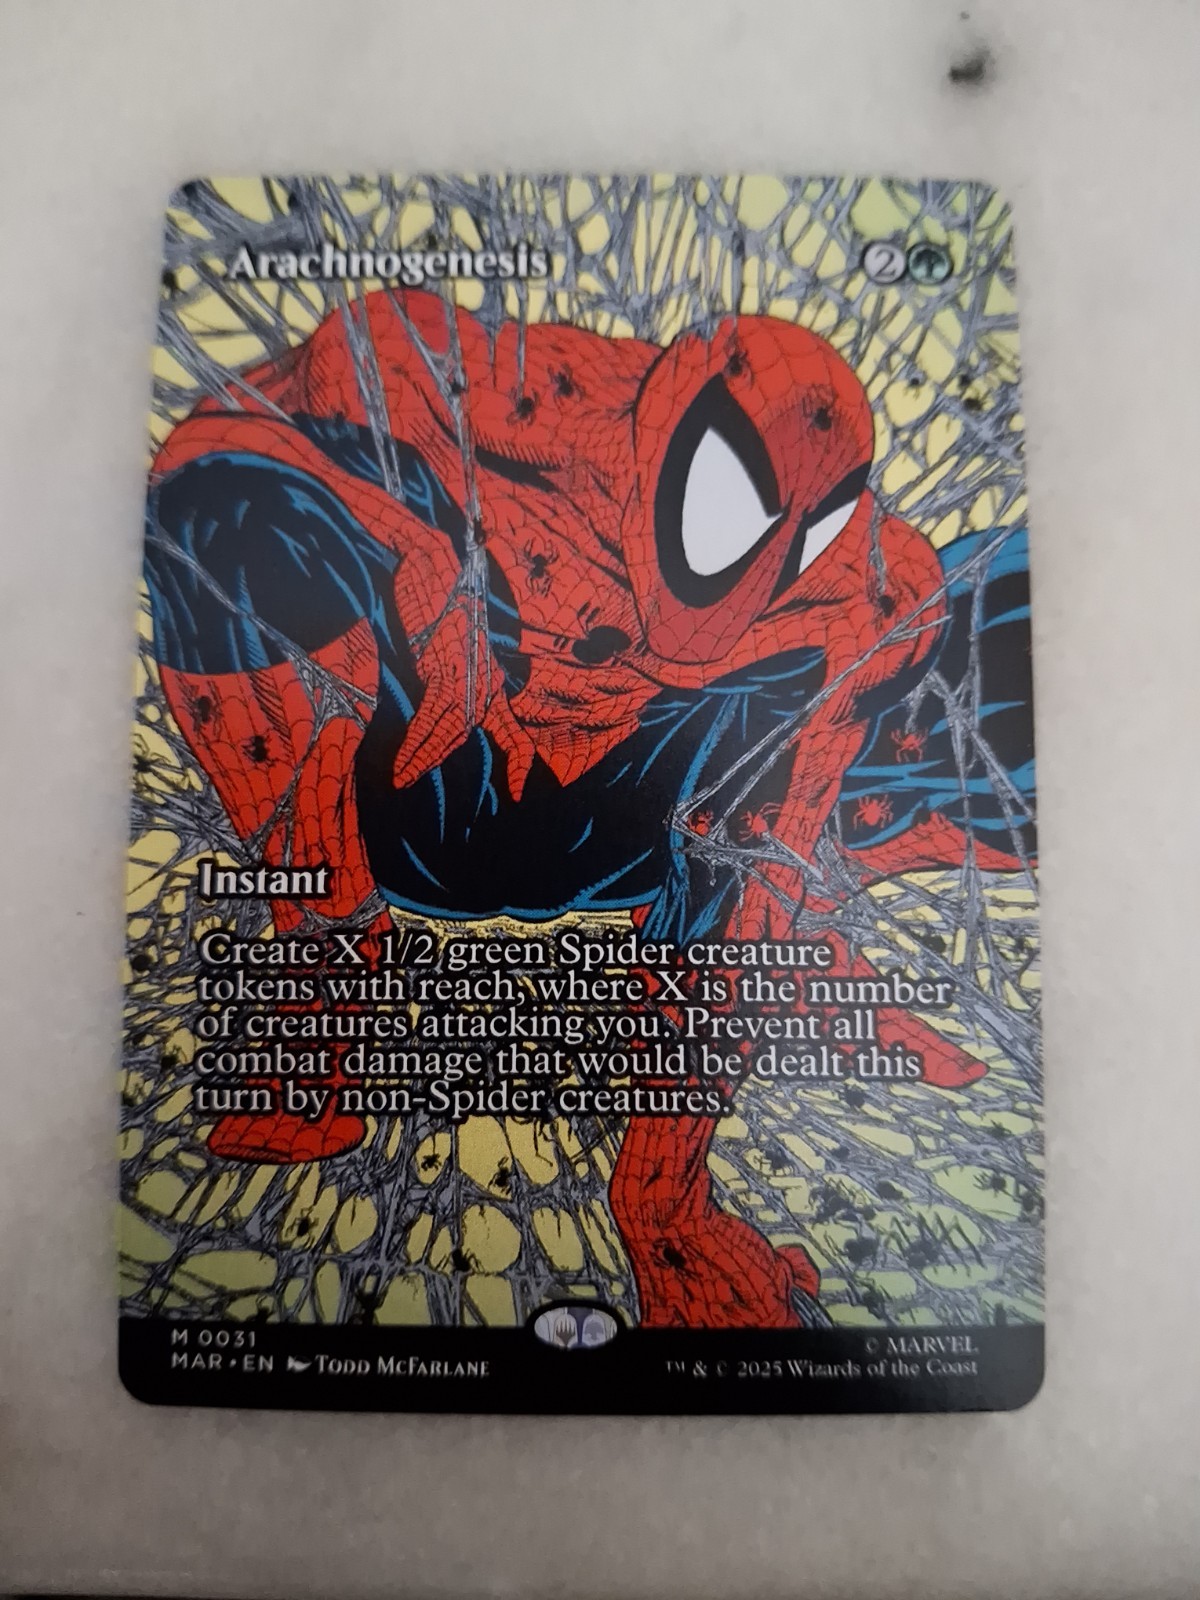 Arachnogenesis 2
Instant
Create X 1/2 green Spider creature
tokens with reach, where X is the number
of creatures attacking you. Prevent all
combat damage that would be dealt this
turn by non-Spider creatures.
M 0031
MAR • EN TODD MCFARLANE
© MARVEL
™ & © 2025 Wizards of the Coast